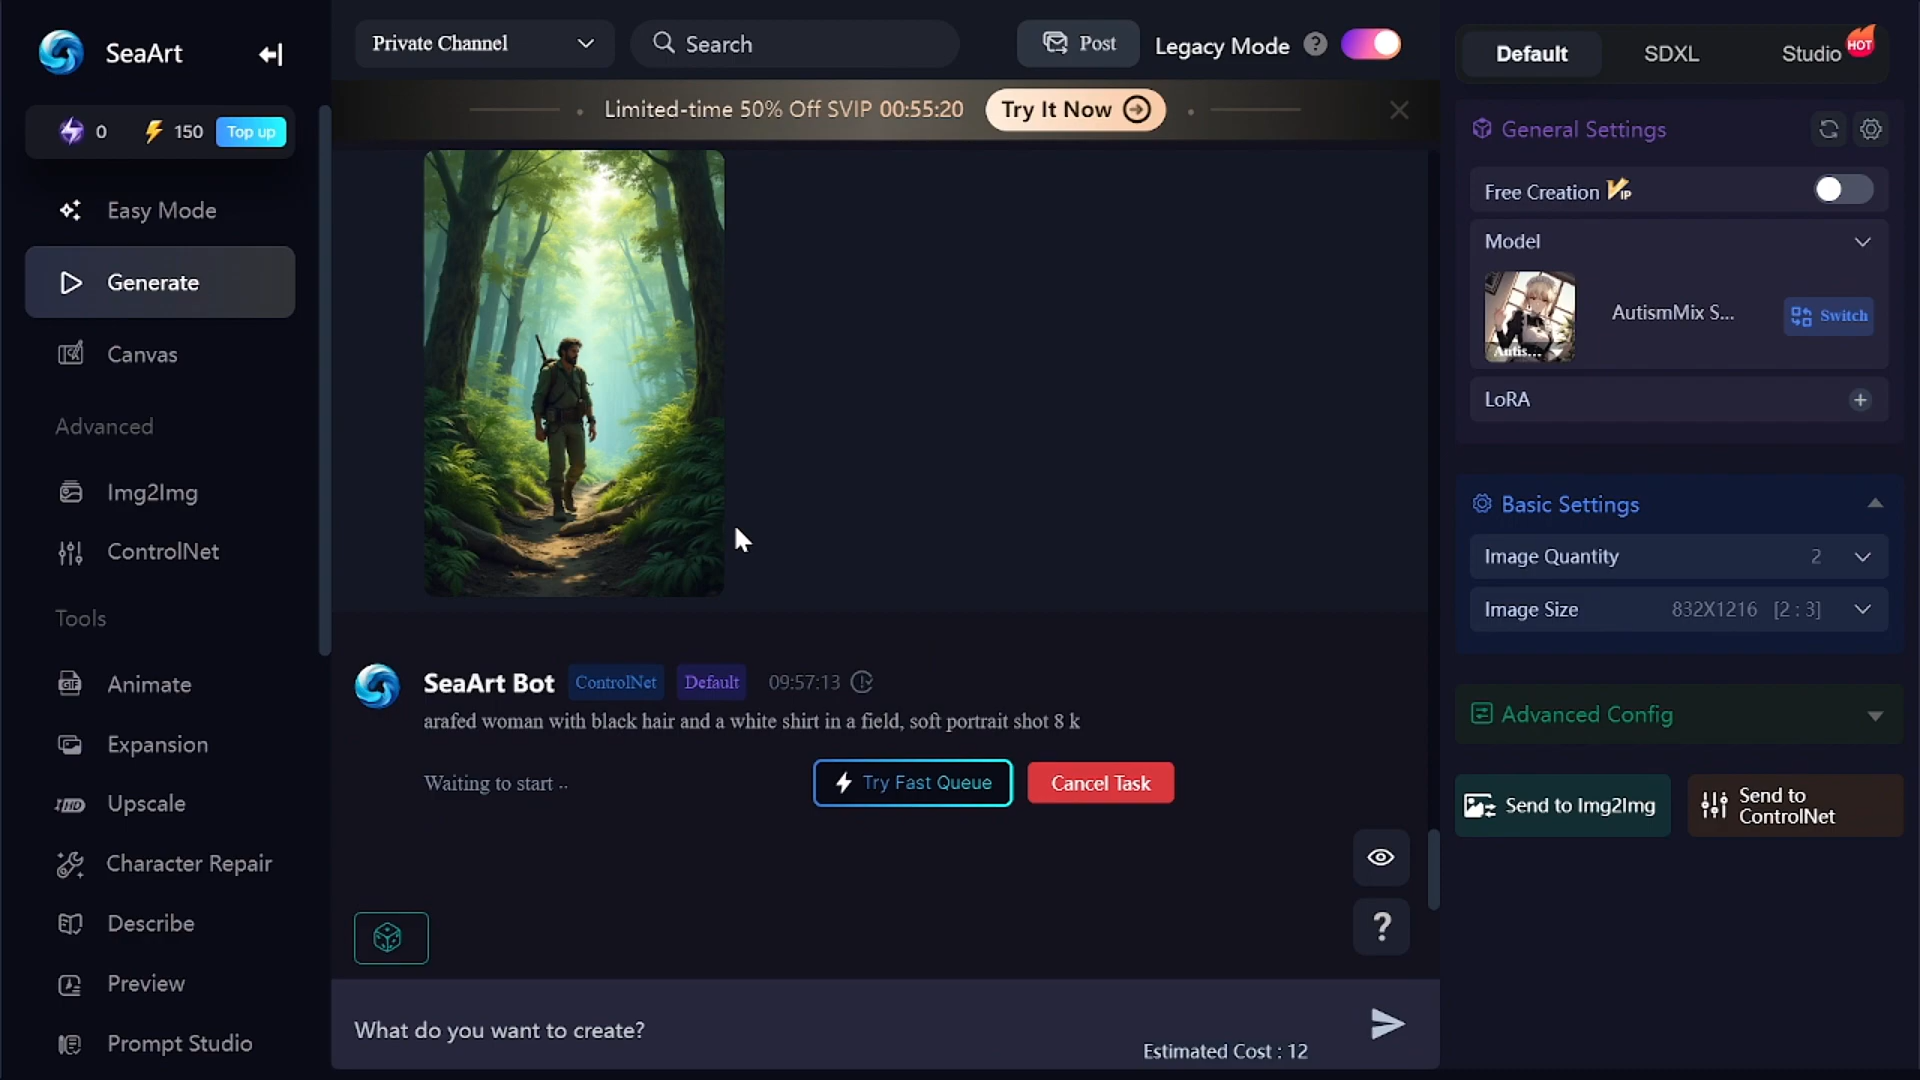 SeaArt
0
150
Top up
Easy Mode
Generate
Canvas
Advanced
Img2Img
ControlNet
Tools
Animate
Expansion
Upscale
Character Repair
Describe
Preview
Prompt Studio
Private Channel
Search
Post
Legacy Mode
?
Limited-time 50% Off SVIP 00:55:20
Try It Now
SeaArt Bot
ControlNet
Default
09:57:13
arafed woman with black hair and a white shirt in a field, soft portrait shot 8 k
Waiting to start ..
Try Fast Queue
Cancel Task
?
What do you want to create?
Estimated Cost : 12
Default
SDXL
Studio
HOT
General Settings
Free Creation VIP
Model
Autis...
AutismMix S...
Switch
LoRA
+
Basic Settings
Image Quantity 2
Image Size 832X1216 [2 : 3]
Advanced Config
Send to Img2Img
Send to
ControlNet